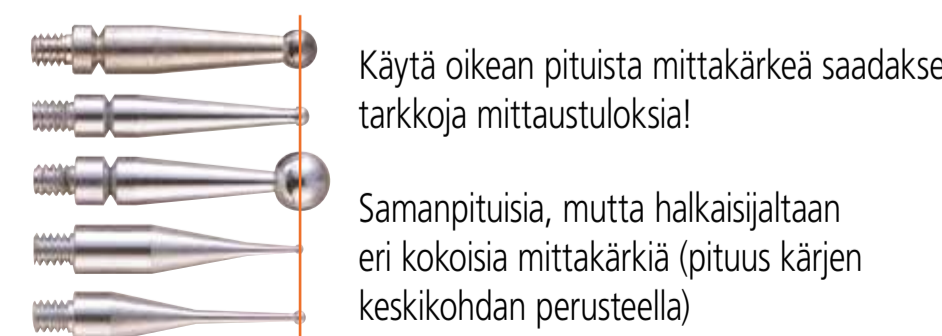 Käytä oikean pituista mittakärkeä saadakse
tarkkoja mittaustuloksia!
Samanpituisia, mutta halkaisijaltaan
eri kokoisia mittakärkiä (pituus kärjen
keskikohdan perusteella)